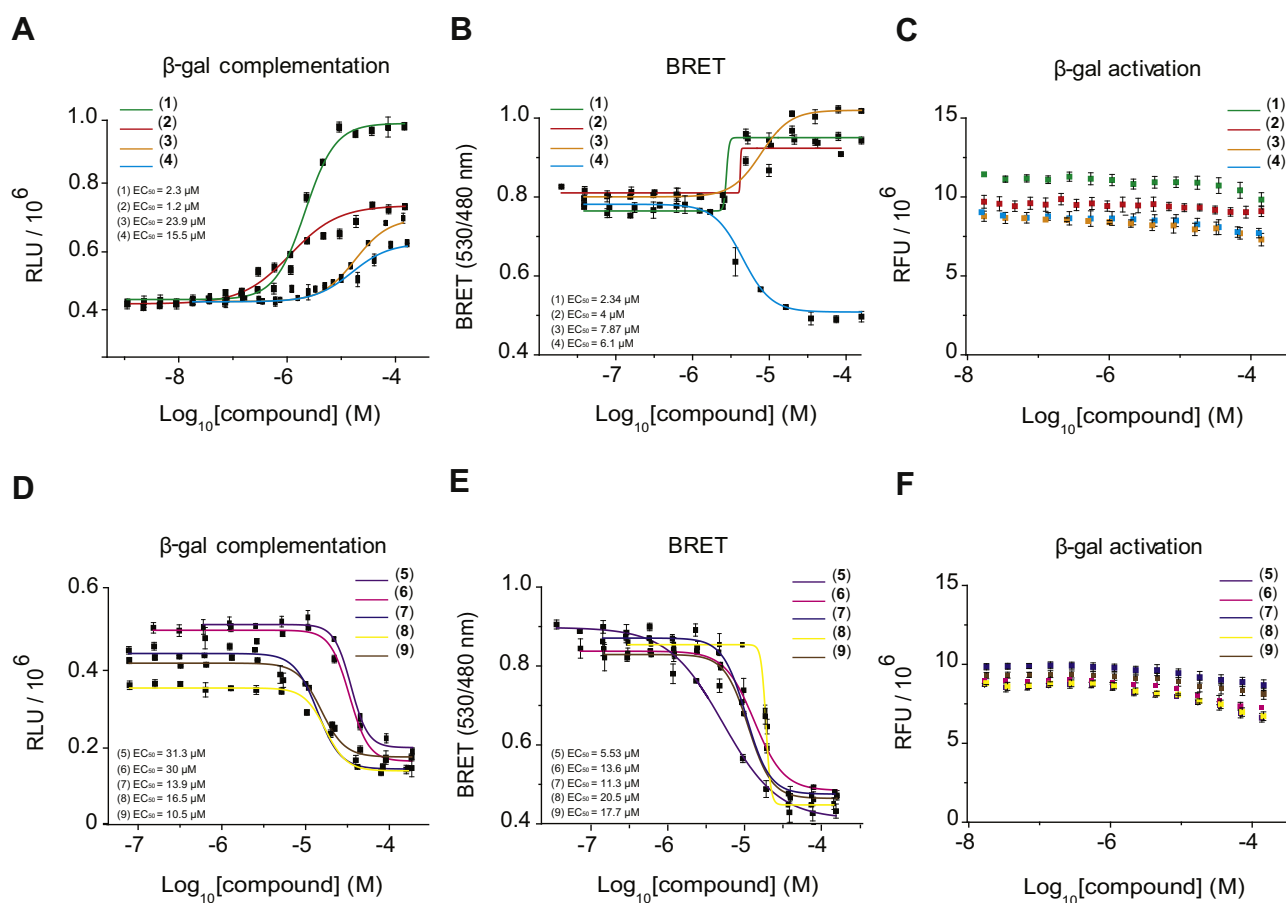 A
β-gal complementation
(1)
(2)
(3)
(4)
1.0
0.8
0.6
0.4
RLU / 10⁶
(1) EC₅₀ = 2.3 µM
(2) EC₅₀ = 1.2 µM
(3) EC₅₀ = 23.9 µM
(4) EC₅₀ = 15.5 µM
-8 -6 -4
Log₁₀[compound] (M)
B
BRET
(1)
(2)
(3)
(4)
1.0
0.8
0.6
0.4
BRET (530/480 nm)
(1) EC₅₀ = 2.34 µM
(2) EC₅₀ = 4 µM
(3) EC₅₀ = 7.87 µM
(4) EC₅₀ = 6.1 µM
-7 -6 -5 -4
Log₁₀[compound] (M)
C
β-gal activation
(1)
(2)
(3)
(4)
15
10
5
0
RFU / 10⁶
-8 -6 -4
Log₁₀[compound] (M)
D
β-gal complementation
(5)
(6)
(7)
(8)
(9)
0.6
0.4
0.2
0
RLU / 10⁶
(5) EC₅₀ = 31.3 µM
(6) EC₅₀ = 30 µM
(7) EC₅₀ = 13.9 µM
(8) EC₅₀ = 16.5 µM
(9) EC₅₀ = 10.5 µM
-7 -6 -5 -4
Log₁₀[compound] (M)
E
BRET
(5)
(6)
(7)
(8)
(9)
1.0
0.8
0.6
0.4
BRET (530/480 nm)
(5) EC₅₀ = 5.53 µM
(6) EC₅₀ = 13.6 µM
(7) EC₅₀ = 11.3 µM
(8) EC₅₀ = 20.5 µM
(9) EC₅₀ = 17.7 µM
-7 -6 -5 -4
Log₁₀[compound] (M)
F
β-gal activation
(5)
(6)
(7)
(8)
(9)
15
10
5
0
RFU / 10⁶
-8 -6 -4
Log₁₀[compound] (M)